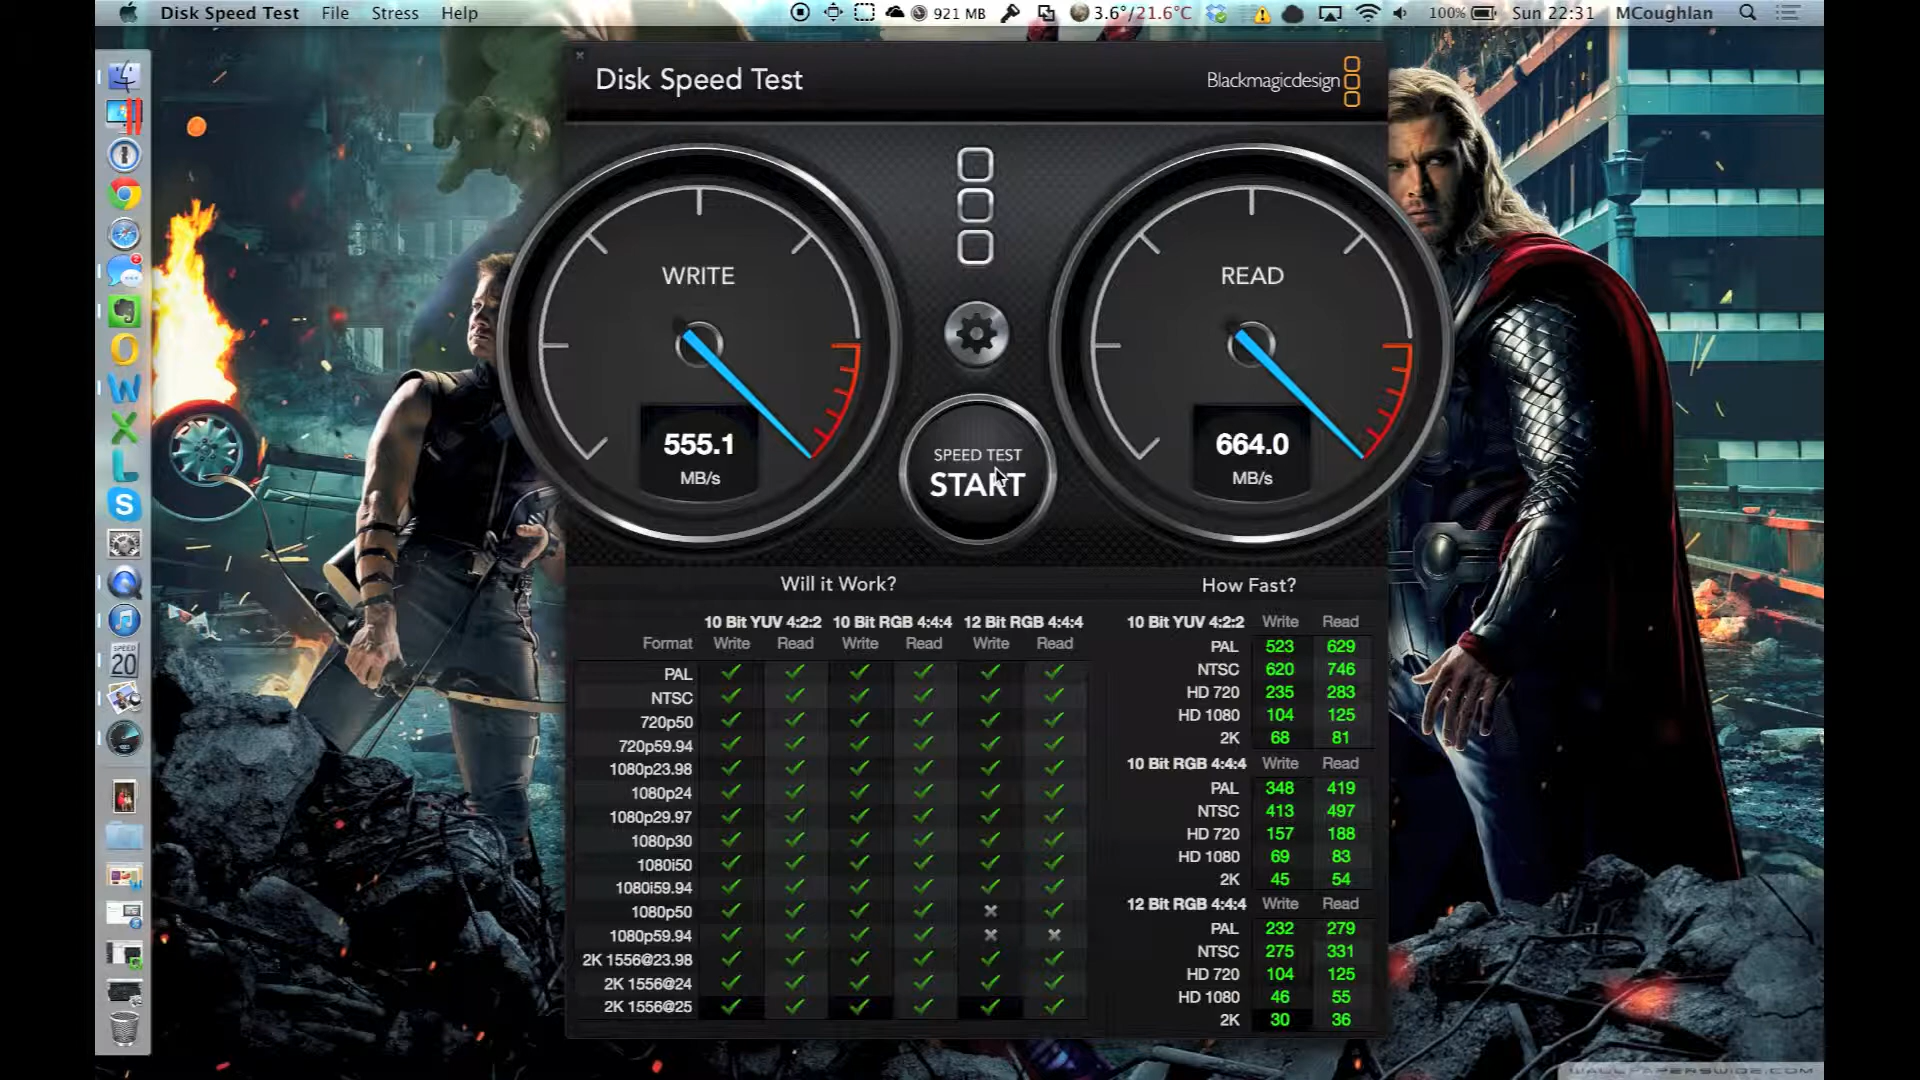 Disk Speed Test File Stress Help 921 MB 3.6°/21.6°C 100% Sun 22:31 MCoughlan
Disk Speed Test
Blackmagicdesign
WRITE
555.1
MB/s
SPEED TEST
START
READ
664.0
MB/s
2
O
W
X
L
S
SPEED
20
Will it Work?
10 Bit YUV 4:2:2 10 Bit RGB 4:4:4 12 Bit RGB 4:4:4
Format Write Read Write Read Write Read
PAL
NTSC
720p50
720p59.94
1080p23.98
1080p24
1080p29.97
1080p30
1080i50
1080i59.94
1080p50
1080p59.94
2K 1556@23.98
2K 1556@24
2K 1556@25
How Fast?
10 Bit YUV 4:2:2 Write Read
PAL 523 629
NTSC 620 746
HD 720 235 283
HD 1080 104 125
2K 68 81
10 Bit RGB 4:4:4 Write Read
PAL 348 419
NTSC 413 497
HD 720 157 188
HD 1080 69 83
2K 45 54
12 Bit RGB 4:4:4 Write Read
PAL 232 279
NTSC 275 331
HD 720 104 125
HD 1080 46 55
2K 30 36
WALLPAPERSWIDE.COM